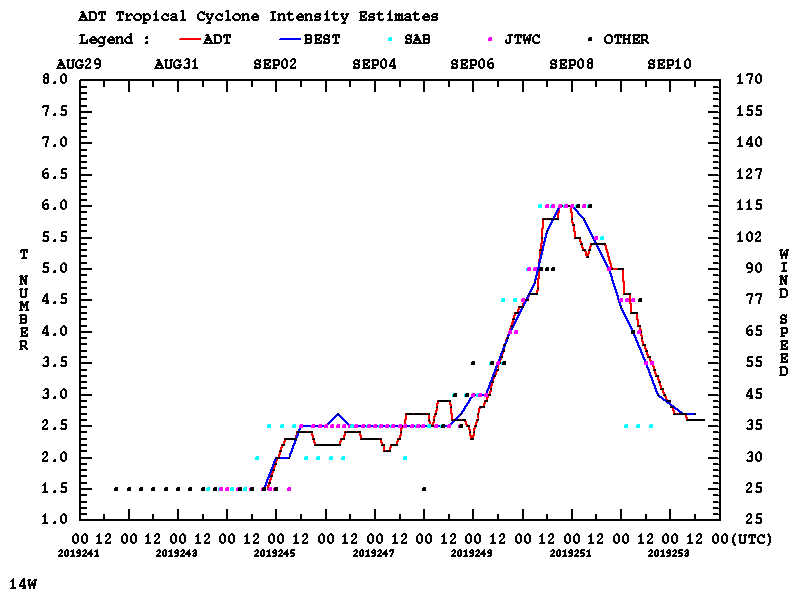 ADT Tropical Cyclone Intensity Estimates
Legend : ADT BEST SAB JTWC OTHER
AUG29 AUG31 SEP02 SEP04 SEP06 SEP08 SEP10
8.0 170
7.5 155
7.0 140
6.5 127
6.0 115
5.5 102
5.0 90
4.5 77
4.0 65
3.5 55
3.0 45
2.5 35
2.0 30
1.5 25
1.0 25
T NUMBER
WIND SPEED
00 12 00 12 00 12 00 12 00 12 00 12 00 12 00 12 00 12 00 12 00 12 00 12 00 12 00 (UTC)
2019241 2019243 2019245 2019247 2019249 2019251 2019253
14W